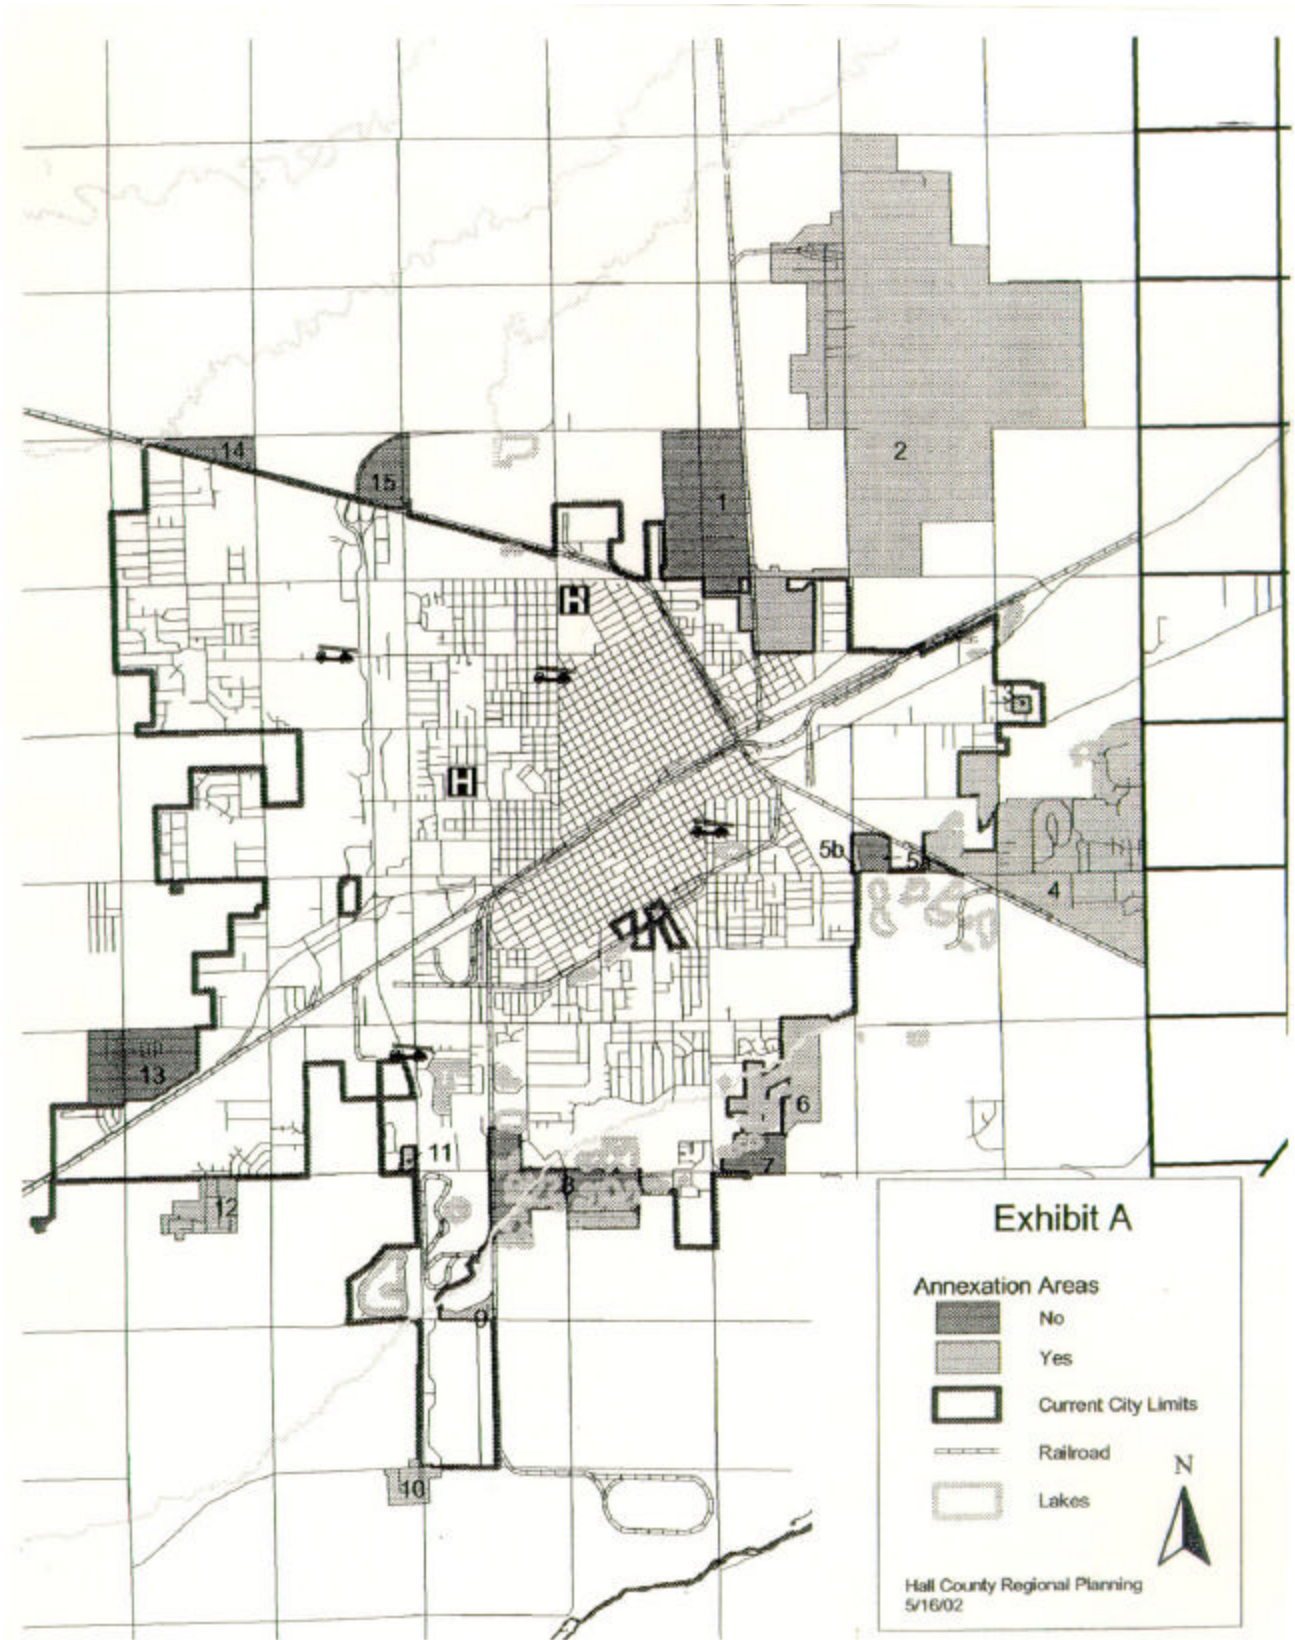 14
15
1
2
H
3
H
5b
5a
4
13
6
11
7
8
12
9
10
Exhibit A
Annexation Areas
No
Yes
Current City Limits
Railroad
Lakes
N
Hall County Regional Planning
5/16/02